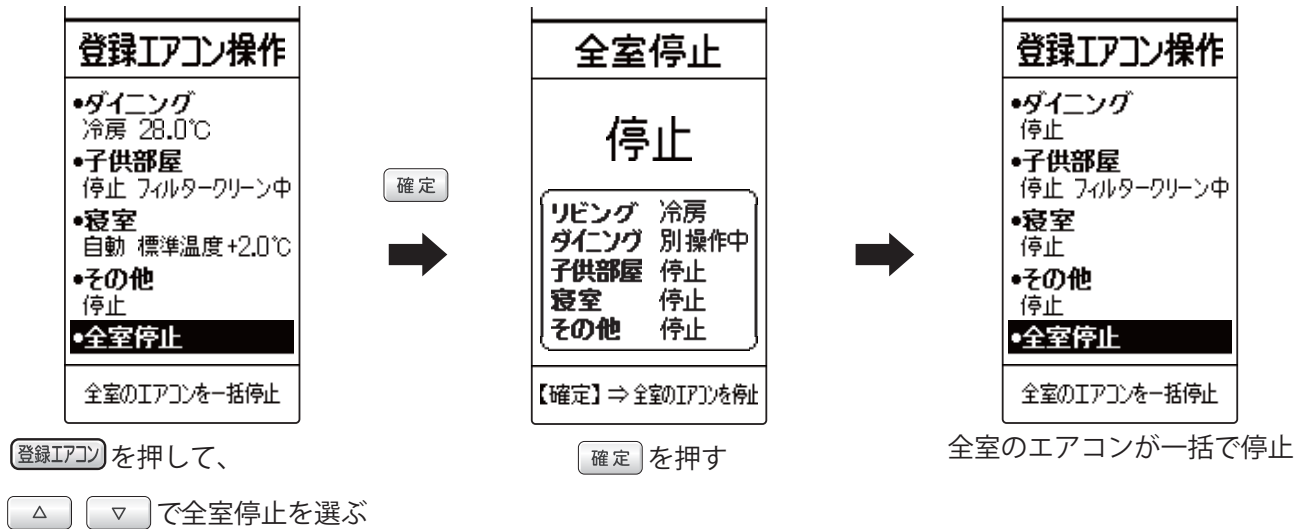 登録エアコン操作
•ダイニング
冷房 28.0℃
•子供部屋
停止 フィルタークリーン中
•寝室
自動 標準温度+2.0℃
•その他
停止
•全室停止
全室のエアコンを一括停止
登録エアコン を押して、
△ ▽ で全室停止を選ぶ
確定
全室停止
停止
リビング 冷房
ダイニング 別操作中
子供部屋 停止
寝室 停止
その他 停止
【確定】⇒全室のエアコンを停止
確定 を押す
登録エアコン操作
•ダイニング
停止
•子供部屋
停止 フィルタークリーン中
•寝室
停止
•その他
停止
•全室停止
全室のエアコンを一括停止
全室のエアコンが一括で停止